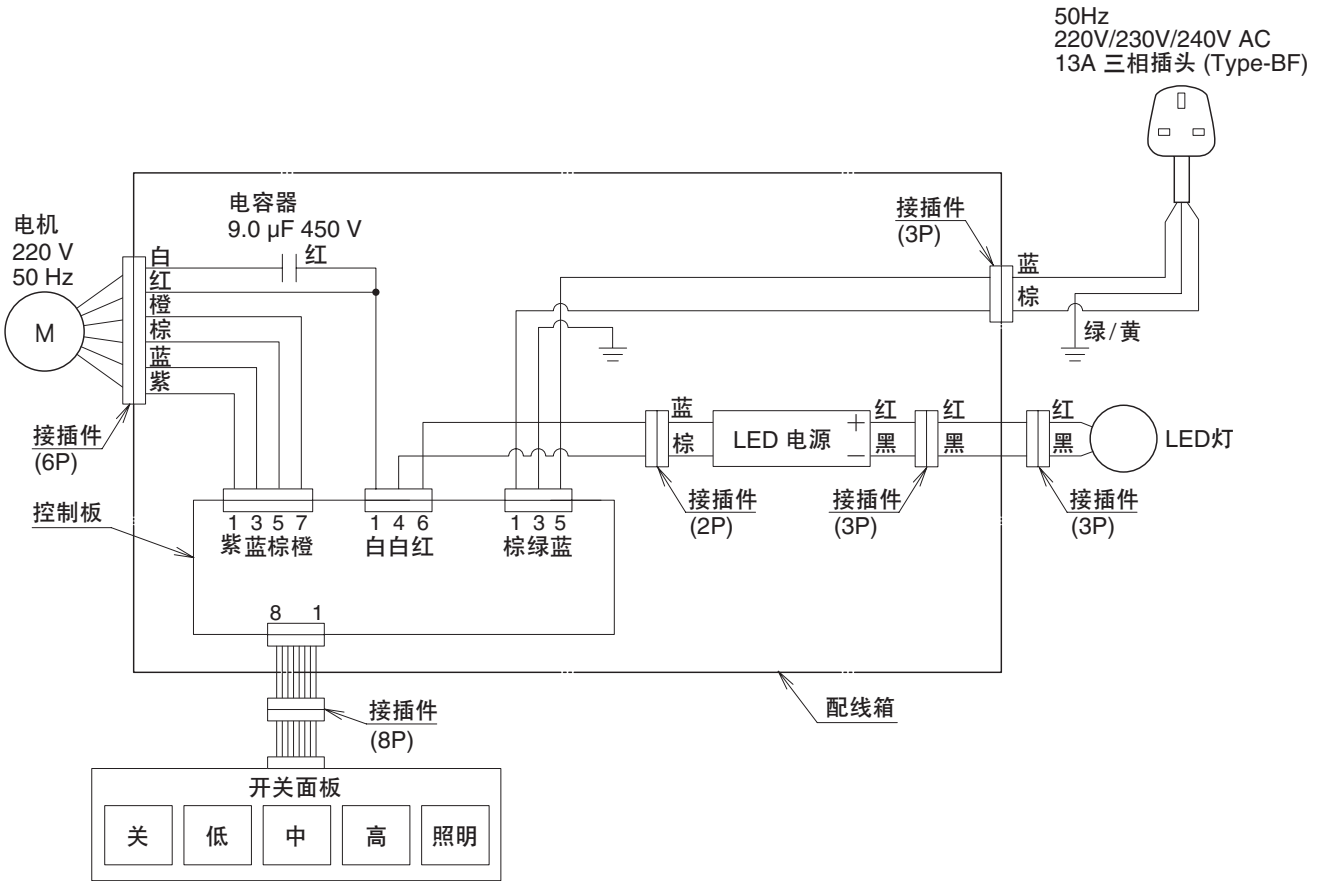 50Hz
220V/230V/240V AC
13A 三相插头 (Type-BF)
电容器
9.0 µF 450 V
红
接插件
(3P)
电机
220 V
50 Hz
M
白
红
橙
棕
蓝
紫
蓝
棕
绿/黄
接插件
(6P)
蓝
棕
LED 电源
+
−
红
黑
红
黑
红
黑
LED灯
接插件
(2P)
接插件
(3P)
接插件
(3P)
控制板
1 3 5 7
紫蓝棕橙
1 4 6
白白红
1 3 5
棕绿蓝
8 1
接插件
(8P)
配线箱
开关面板
关 低 中 高 照明